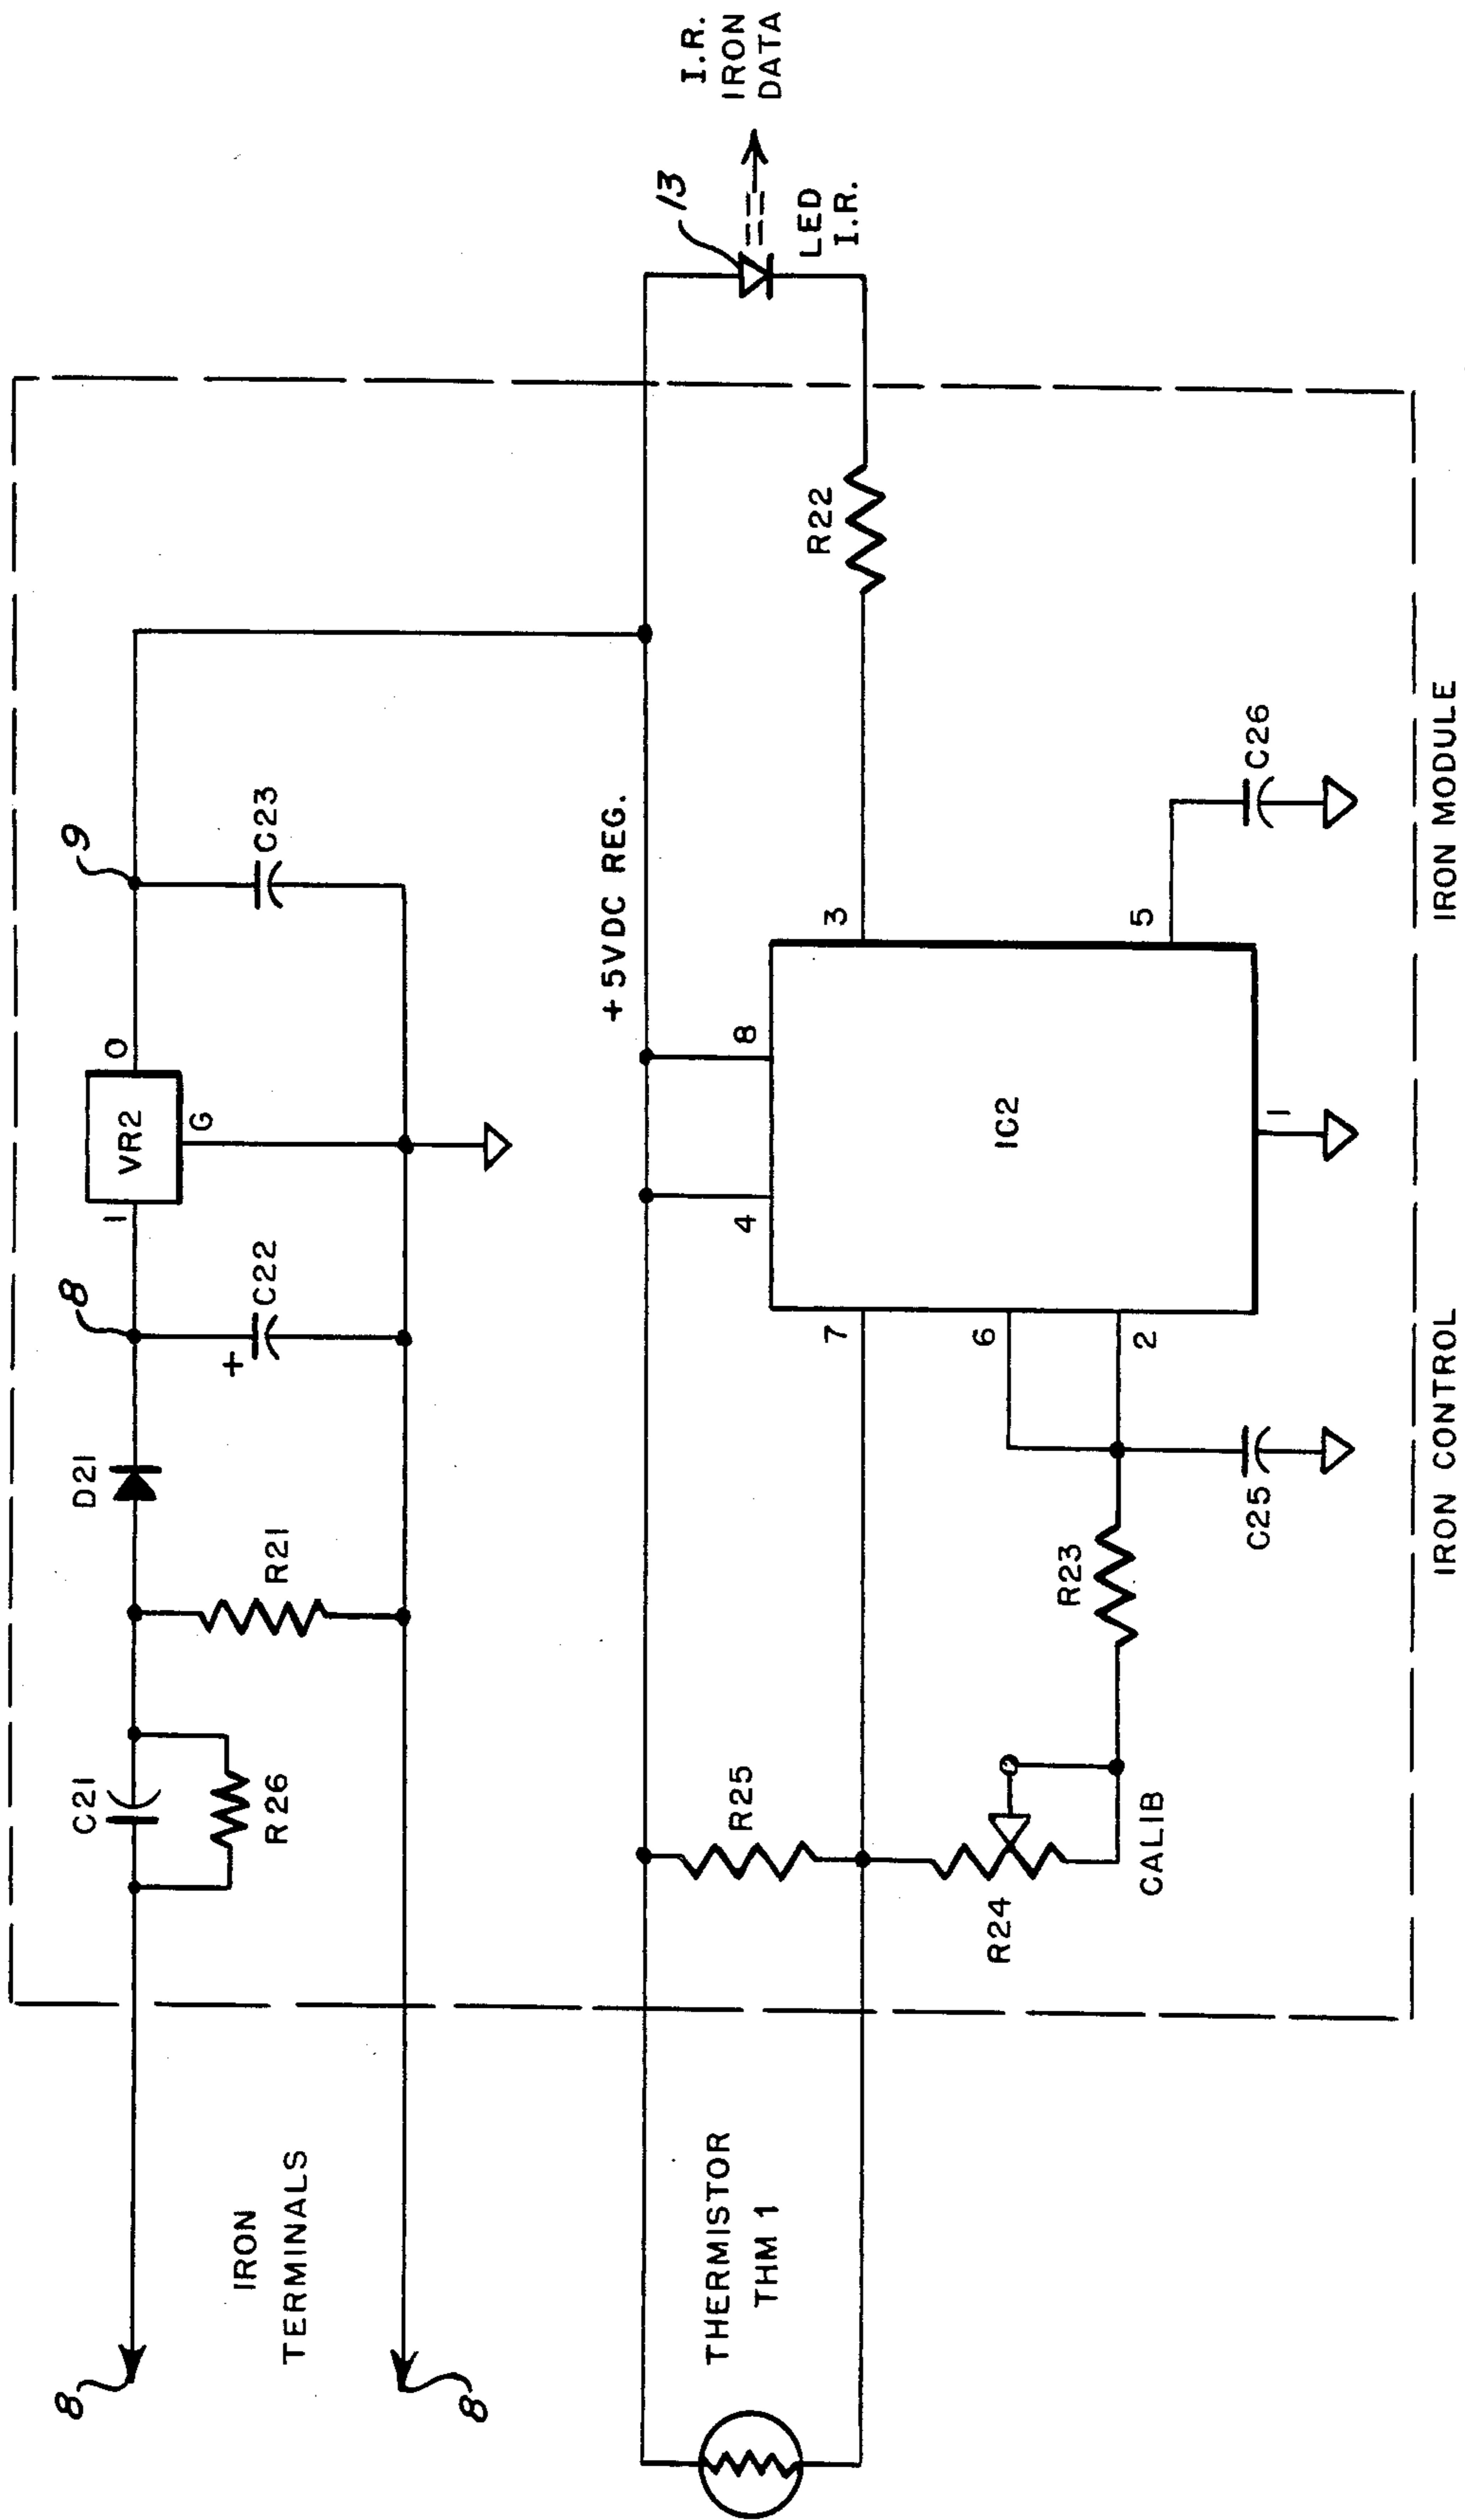 8
IRON
TERMINALS
8
C21
R26
R21
D21
8
+
C22
I
VR2
O
G
9
C23
THERMISTOR
THM 1
R25
R24
CALIB
R23
C25
+5VDC REG.
4
8
7
6
2
IC2
1
3
5
C26
R22
13
LED
I.R.
I.R.
IRON
DATA
IRON CONTROL
IRON MODULE